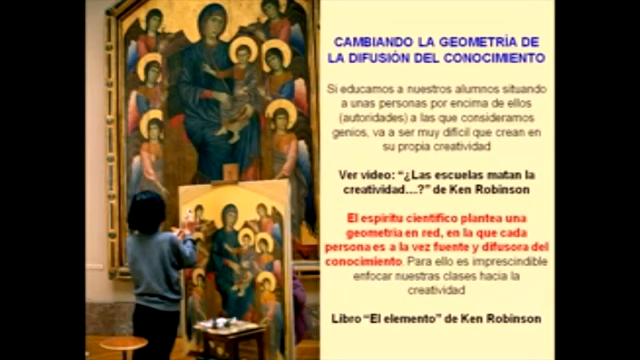 CAMBIANDO LA GEOMETRÍA DE
LA DIFUSIÓN DEL CONOCIMIENTO
Si educamos a nuestros alumnos situando
a unas personas por encima de ellos
(autoridades) a las que consideramos
genios, va a ser muy difícil que crean en
su propia creatividad
Ver video: “¿Las escuelas matan la
creatividad…?” de Ken Robinson
El espíritu científico plantea una
geometría en red, en la que cada
persona es a la vez fuente y difusora del
conocimiento. Para ello es imprescindible
enfocar nuestras clases hacia la
creatividad
Libro “El elemento” de Ken Robinson